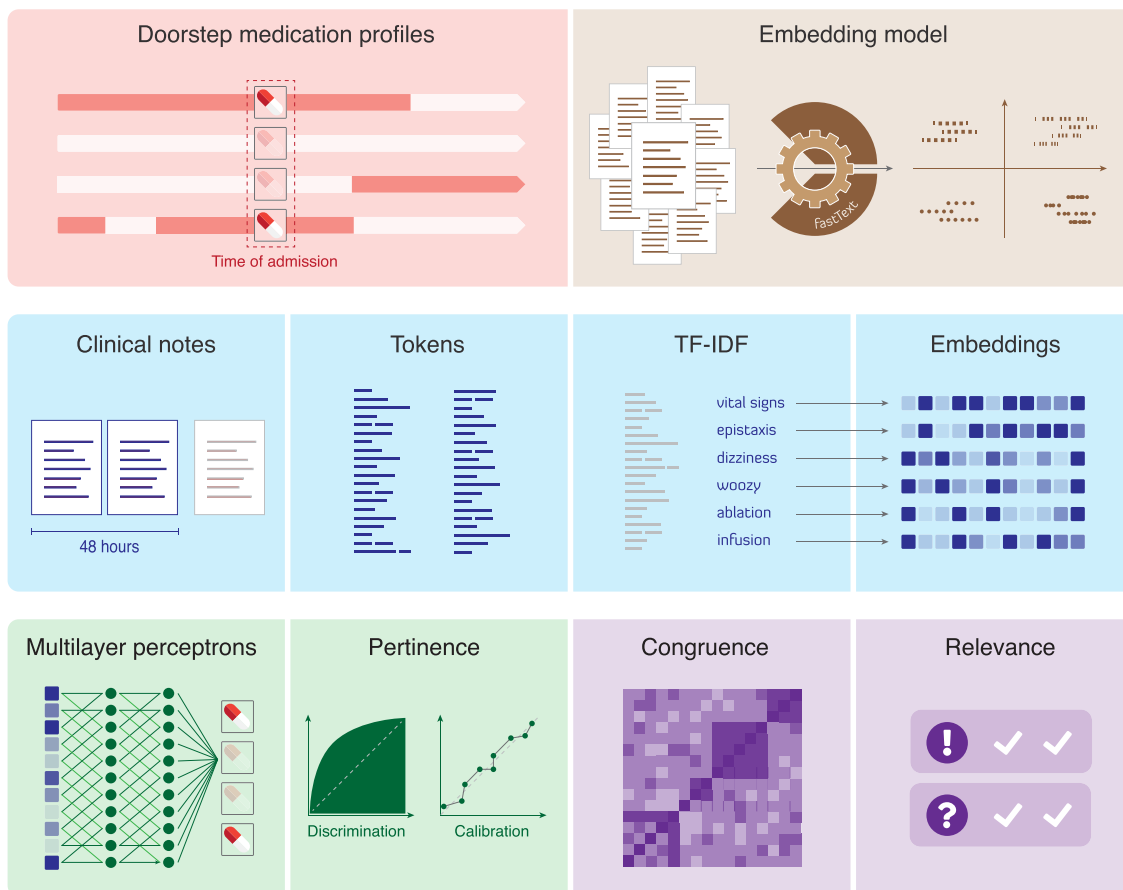 Doorstep medication profiles
Time of admission
Embedding model
fastText
Clinical notes
48 hours
Tokens
TF-IDF
vital signs
epistaxis
dizziness
woozy
ablation
infusion
Embeddings
Multilayer perceptrons
Pertinence
Discrimination
Calibration
Congruence
Relevance
!
?